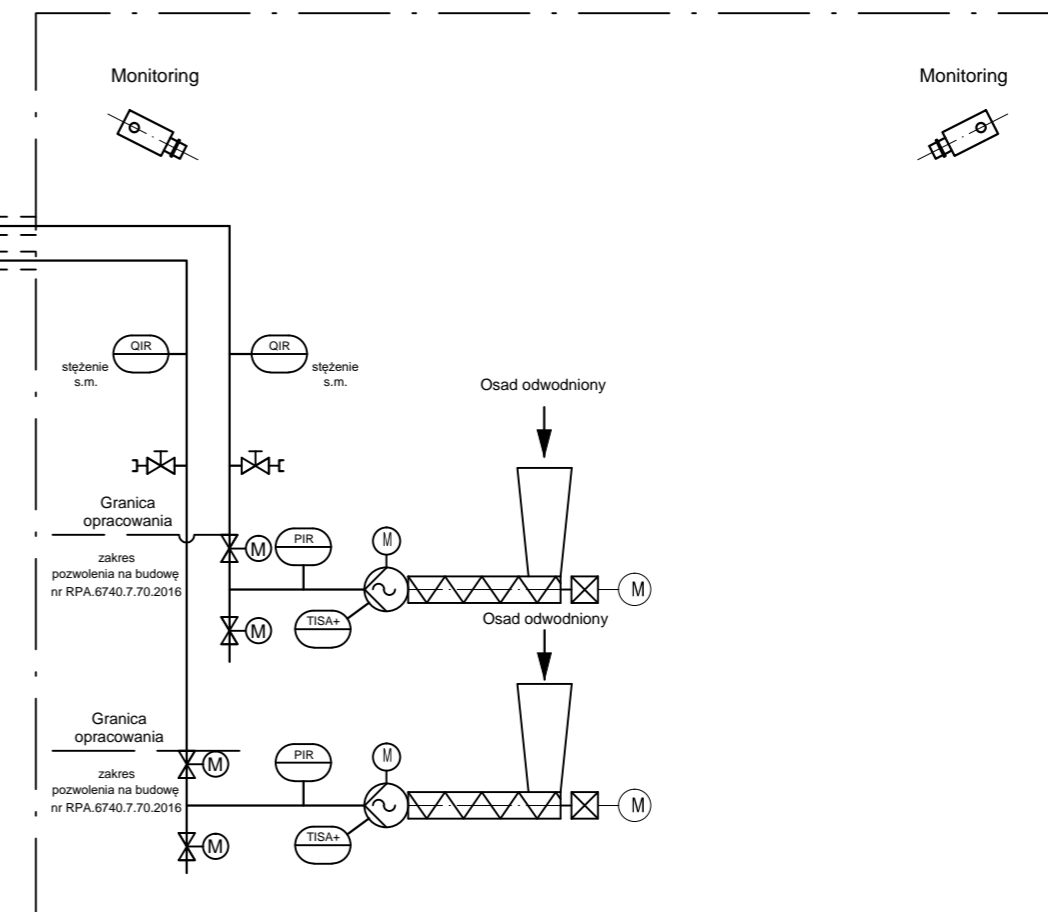 Monitoring
Monitoring
QIR
QIR
stężenie
s.m.
stężenie
s.m.
Osad odwodniony
Granica
opracowania
zakres
pozwolenia na budowę
nr RPA.6740.7.70.2016
M
PIR
M
M
TISA+
M
Osad odwodniony
Granica
opracowania
zakres
pozwolenia na budowę
nr RPA.6740.7.70.2016
M
PIR
M
M
TISA+
M